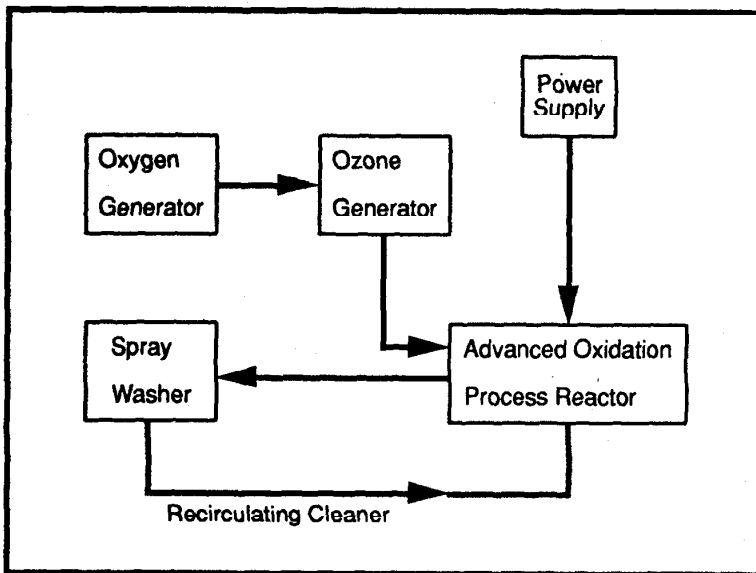 Power
Supply
Oxygen
Generator
Ozone
Generator
Spray
Washer
Advanced Oxidation
Process Reactor
Recirculating Cleaner